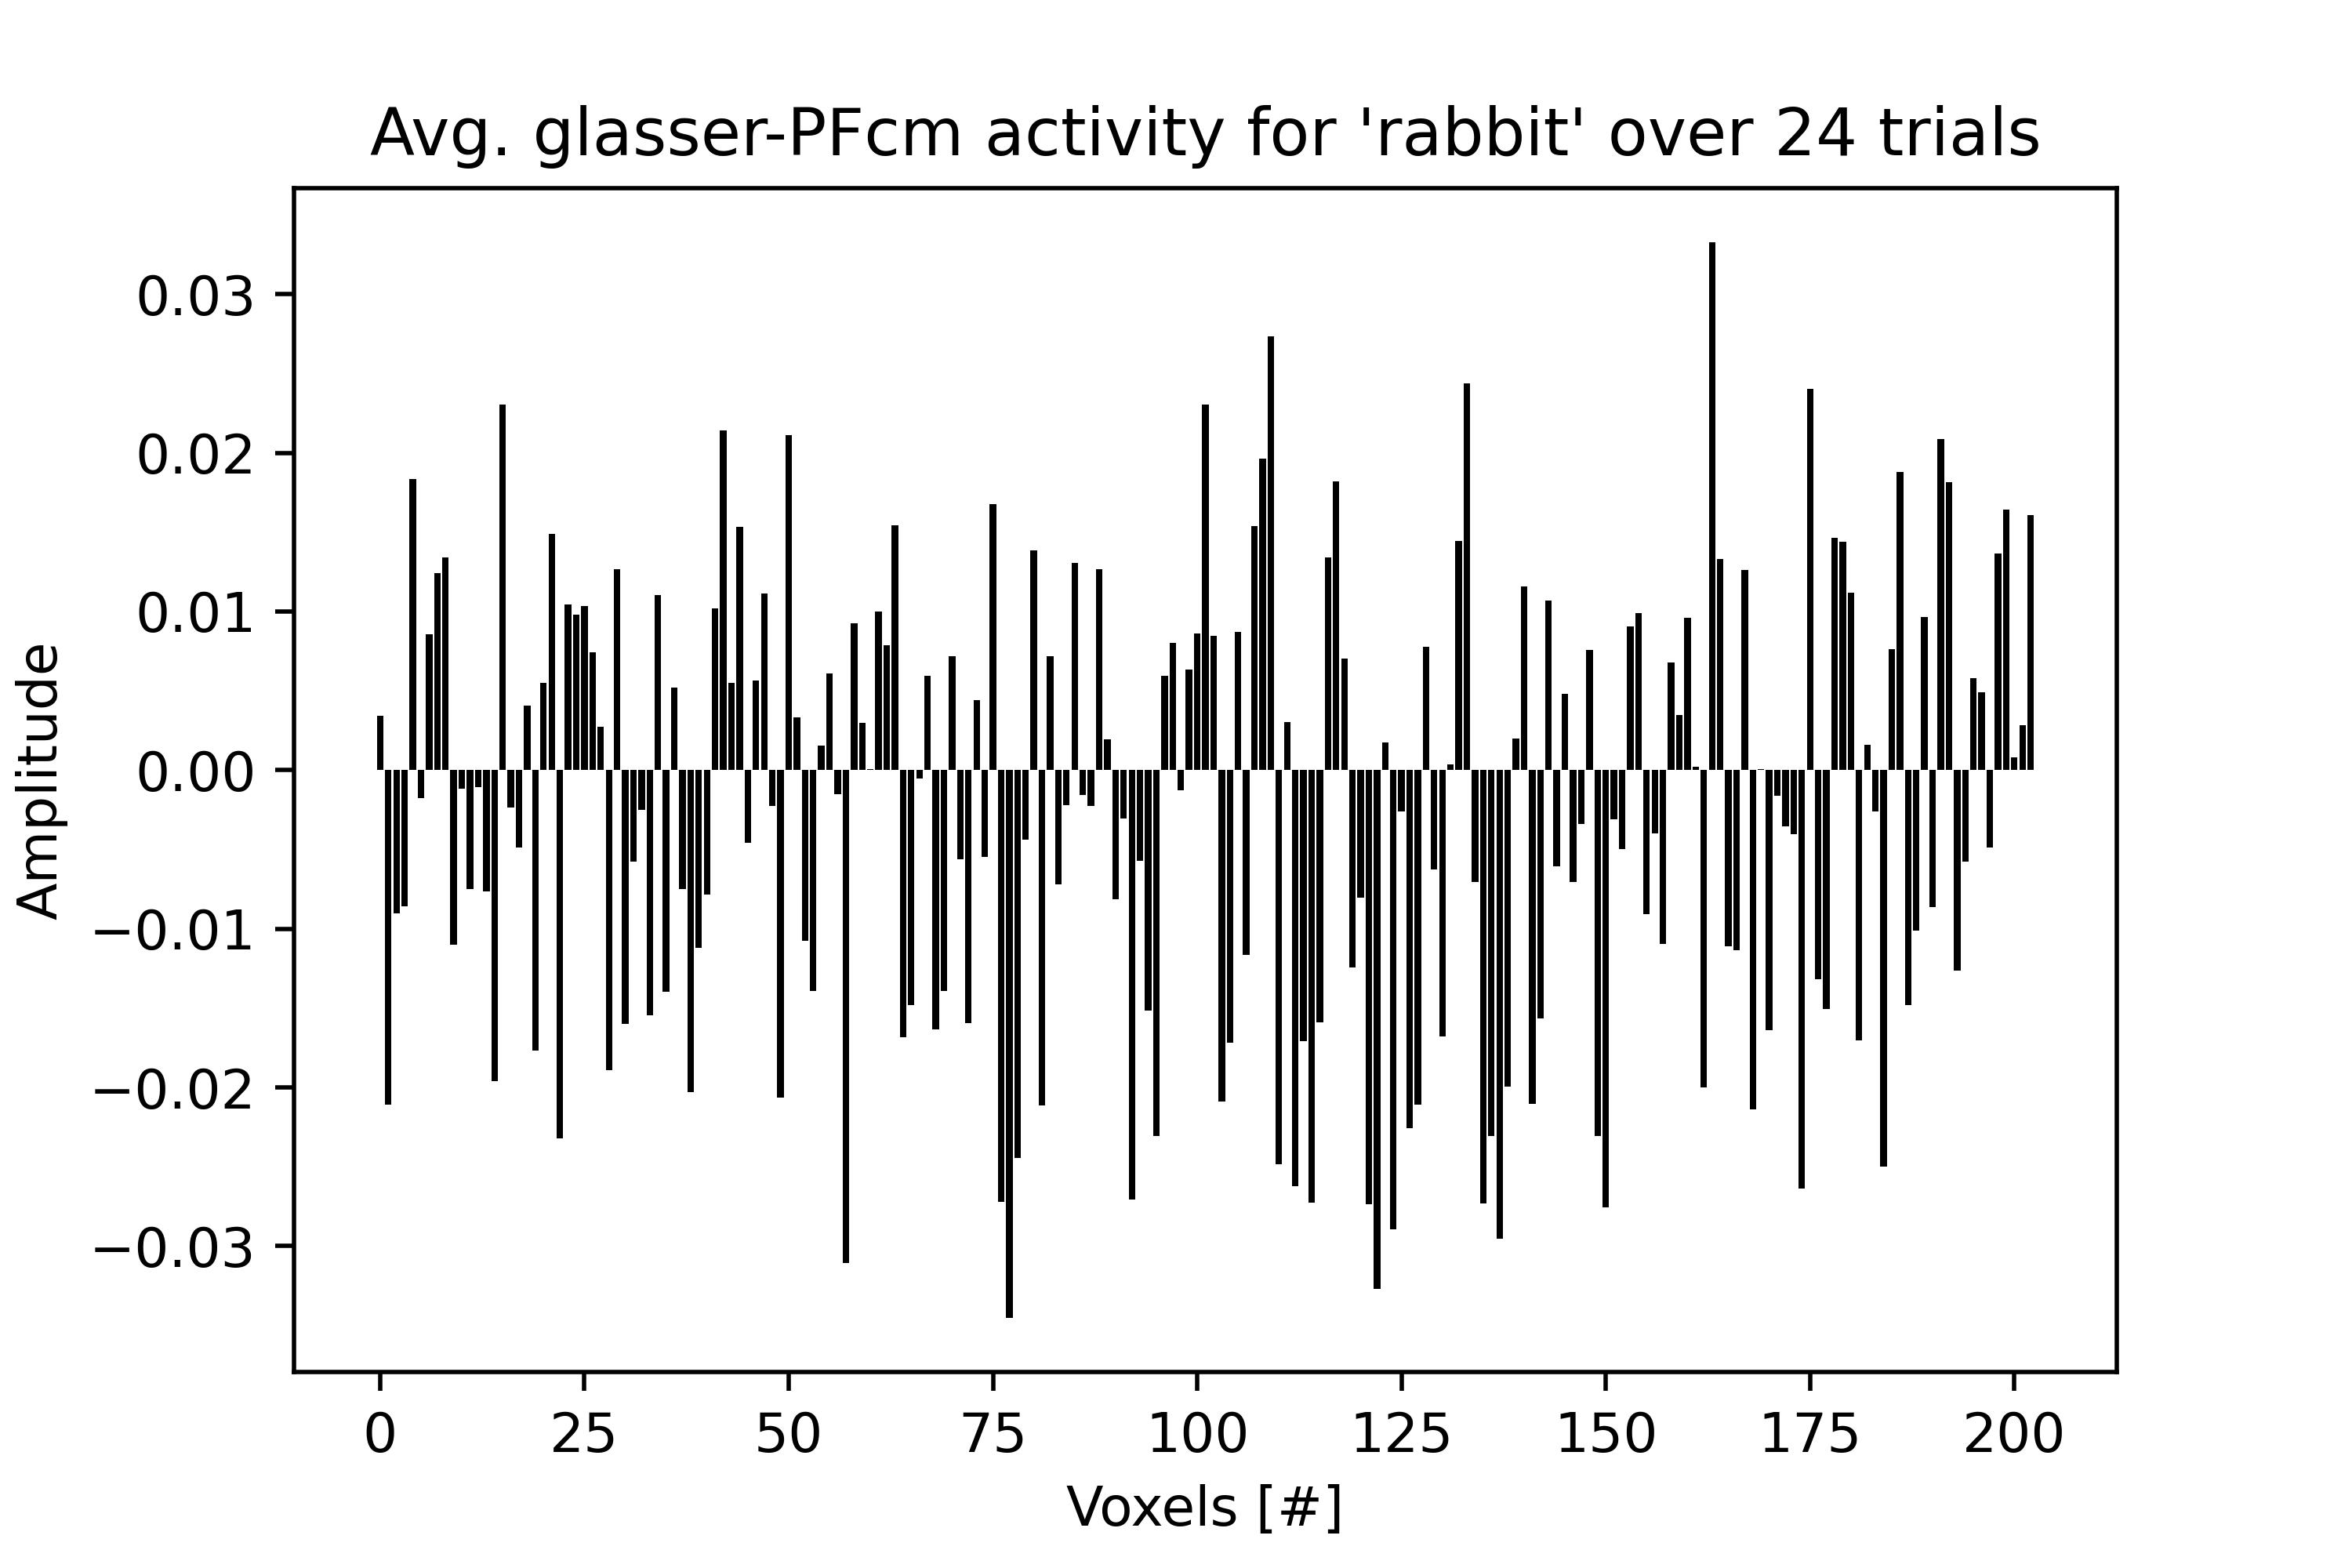 Avg. glasser-PFcm activity for 'rabbit' over 24 trials
0.03
0.02
0.01
0.00
−0.01
−0.02
−0.03
Amplitude
0 25 50 75 100 125 150 175 200
Voxels [#]